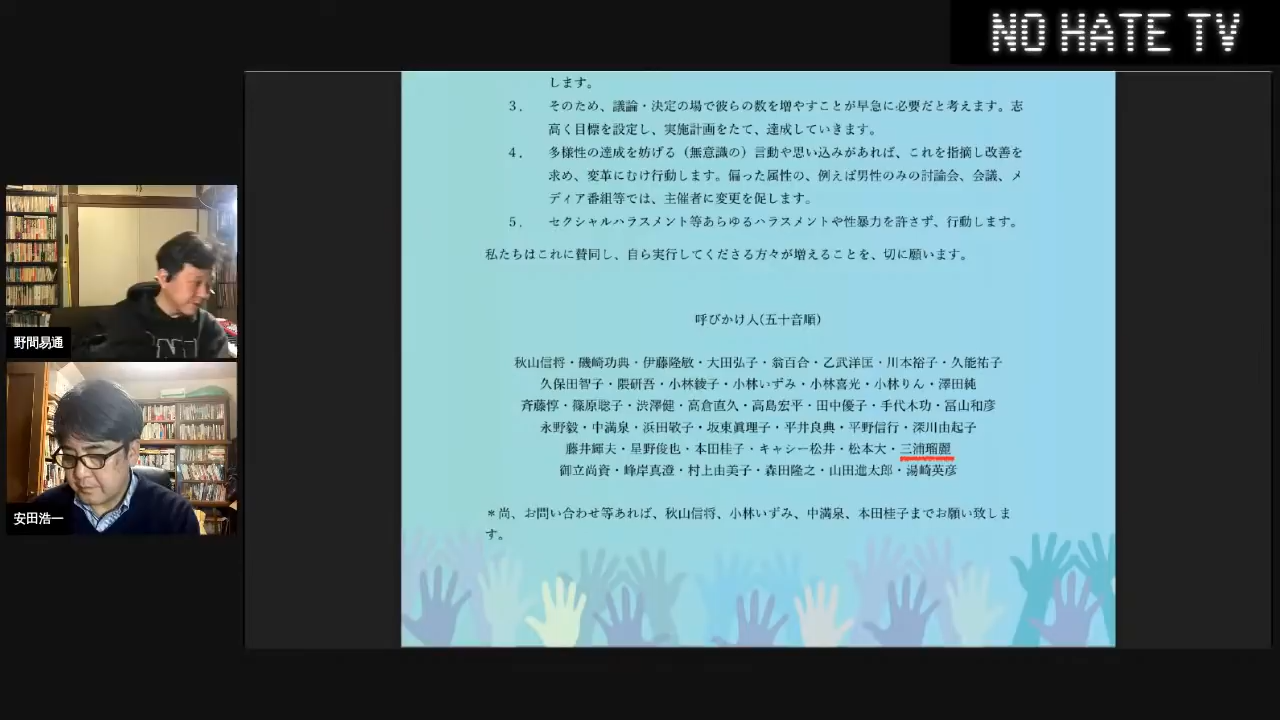 NO HATE TV
します。
3. そのため、議論・決定の場で彼らの数を増やすことが早急に必要だと考えます。志
高く目標を設定し、実施計画をたて、達成していきます。
4. 多様性の達成を妨げる（無意識の）言動や思い込みがあれば、これを指摘し改善を
求め、変革にむけ行動します。偏った属性の、例えば男性のみの討論会、会議、メ
ディア番組等では、主催者に変更を促します。
5. セクシャルハラスメント等あらゆるハラスメントや性暴力を許さず、行動します。
私たちはこれに賛同し、自ら実行してくださる方々が増えることを、切に願います。
呼びかけ人(五十音順)
秋山信将・磯崎功典・伊藤隆敏・大田弘子・翁百合・乙武洋匡・川本裕子・久能祐子
久保田智子・隈研吾・小林綾子・小林いずみ・小林喜光・小林りん・澤田純
斉藤惇・篠原聡子・渋澤健・高倉直久・高島宏平・田中優子・手代木功・冨山和彦
永野毅・中満泉・浜田敬子・坂東眞理子・平井良典・平野信行・深川由起子
藤井輝夫・星野俊也・本田桂子・キャシー松井・松本大・三浦瑠麗
御立尚資・峰岸真澄・村上由美子・森田隆之・山田進太郎・湯崎英彦
＊尚、お問い合わせ等あれば、秋山信将、小林いずみ、中満泉、本田桂子までお願い致しま
す。
野間易通
安田浩一